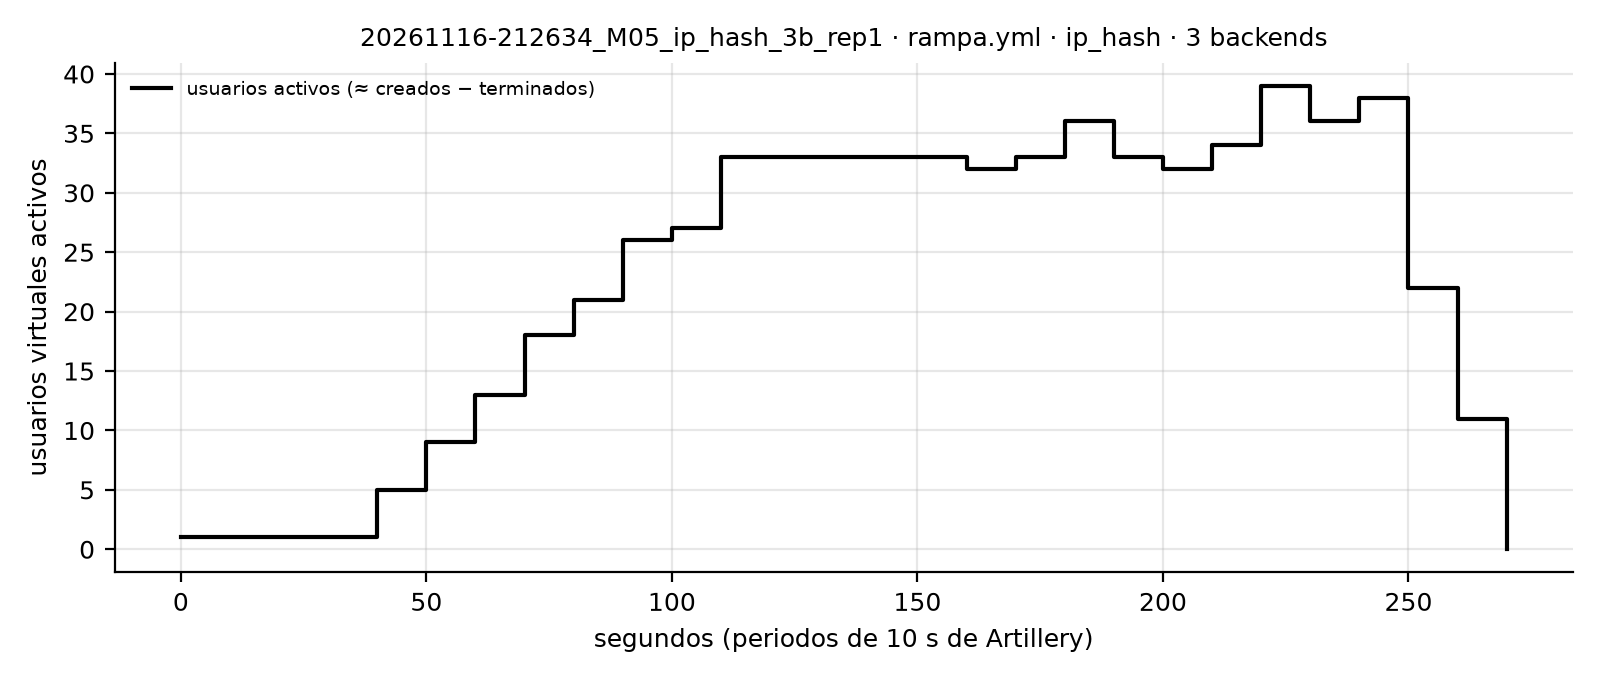 20261116-212634_M05_ip_hash_3b_rep1 · rampa.yml · ip_hash · 3 backends
usuarios activos (≈ creados − terminados)
usuarios virtuales activos
40
35
30
25
20
15
10
5
0
0 50 100 150 200 250
segundos (periodos de 10 s de Artillery)